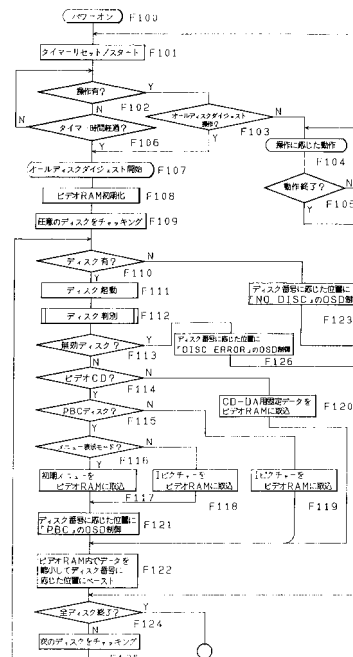 パワーオン F100
タイマーリセット/スタート F101
操作有? F102
Y
N
オールディスクダイジェスト
操作? F103
Y
N
操作に応じた動作
F104
動作終了?
N
F105
Y
タイマ 時間経過?
N
F106
Y
オールディスクダイジェスト開始 F107
ビデオRAM初期化 F108
任意のディスクをチャッキング F109
ディスク有? N
F110
Y
ディスク起動 F111
ディスク判別 F112
ディスク番号に応じた位置に
「NO DISC」のOSD制
F123
無効ディスク? Y
F113
N
ディスク番号に応じた位置に
「DISC ERROR」のOSD制御
F126
ビデオCD? N
F114
Y
CD-DA用固定データを
ビデオRAMに取込
F120
PBCディスク? N
F115
Y
メニュー表示モード? N
F116
Y
初期メニューを
ビデオRAMに取込
F117
Iピクチャーを
ビデオRAMに取込
F118
Iピクチャーを
ビデオRAMに取込
F119
ディスク番号に応じた位置に
「PBC」のOSD制御
F121
ビデオRAM内でデータを
縮小してディスク番号に
応じた位置にペースト
F122
全ディスク終了? Y
F124
N
次のディスクをチャッキング